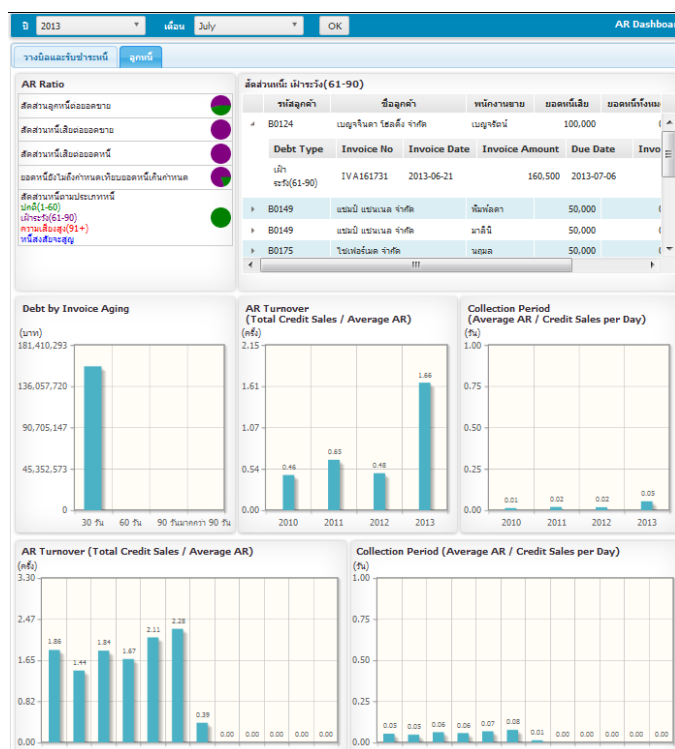 ปี 2013 เดือน July OK AR Dashboar
วางบิลและรับชำระหนี้ ลูกหนี้
AR Ratio
สัดส่วนลูกหนี้ต่อยอดขาย
สัดส่วนหนี้เสียต่อยอดขาย
สัดส่วนหนี้เสียต่อยอดหนี้
ยอดหนี้ยังไม่ถึงกำหนดเทียบยอดหนี้เกินกำหนด
สัดส่วนหนี้ตามประเภทหนี้
ปกติ(1-60)
เฝ้าระวัง(61-90)
ความเสี่ยงสูง(91+)
หนี้สงสัยจะสูญ
สัดส่วนหนี้: เฝ้าระวัง(61-90)
รหัสลูกค้า ชื่อลูกค้า พนักงานขาย ยอดหนี้เสีย ยอดหนี้ทั้งหม
B0124 เบญจจินดา โฮลดิ้ง จำกัด เบญจรัตน์ 100,000
Debt Type Invoice No Invoice Date Invoice Amount Due Date Invo
เฝ้า
ระวัง(61-90) IVA161731 2013-06-21 160,500 2013-07-06
B0149 แชมป์ แชนเนล จำกัด พิมพ์ลดา 50,000
B0149 แชมป์ แชนเนล จำกัด มาลินี 50,000
B0175 ไซเฟอร์เมด จำกัด นฤมล 50,000
Debt by Invoice Aging
(บาท)
181,410,293
136,057,720
90,705,147
45,352,573
0
30 วัน 60 วัน 90 วันมากกว่า 90 วัน
AR Turnover
(Total Credit Sales / Average AR)
(ครั้ง)
2.15
1.61
1.07
0.54
0.00
0.46 0.65 0.48 1.66
2010 2011 2012 2013
Collection Period
(Average AR / Credit Sales per Day)
(วัน)
1.00
0.75
0.50
0.25
0.00
0.01 0.02 0.02 0.05
2010 2011 2012 2013
AR Turnover (Total Credit Sales / Average AR)
(ครั้ง)
3.30
2.47
1.65
0.82
0.00
1.86 1.44 1.84 1.67 2.11 2.28 0.39 0.00 0.00 0.00 0.00 0.00
Collection Period (Average AR / Credit Sales per Day)
(วัน)
1.00
0.75
0.50
0.25
0.00
0.05 0.05 0.06 0.06 0.07 0.08 0.01 0.00 0.00 0.00 0.00 0.00